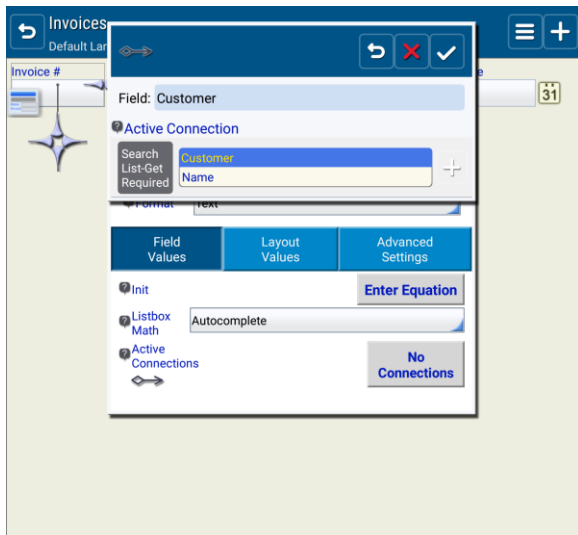 Invoices
Default Lar
Invoice #
e
31
Field: Customer
Active Connection
Search
List-Get
Required
Customer
Name
Format
Text
Field
Values
Layout
Values
Advanced
Settings
Init
Enter Equation
Listbox
Math
Autocomplete
Active
Connections
No
Connections